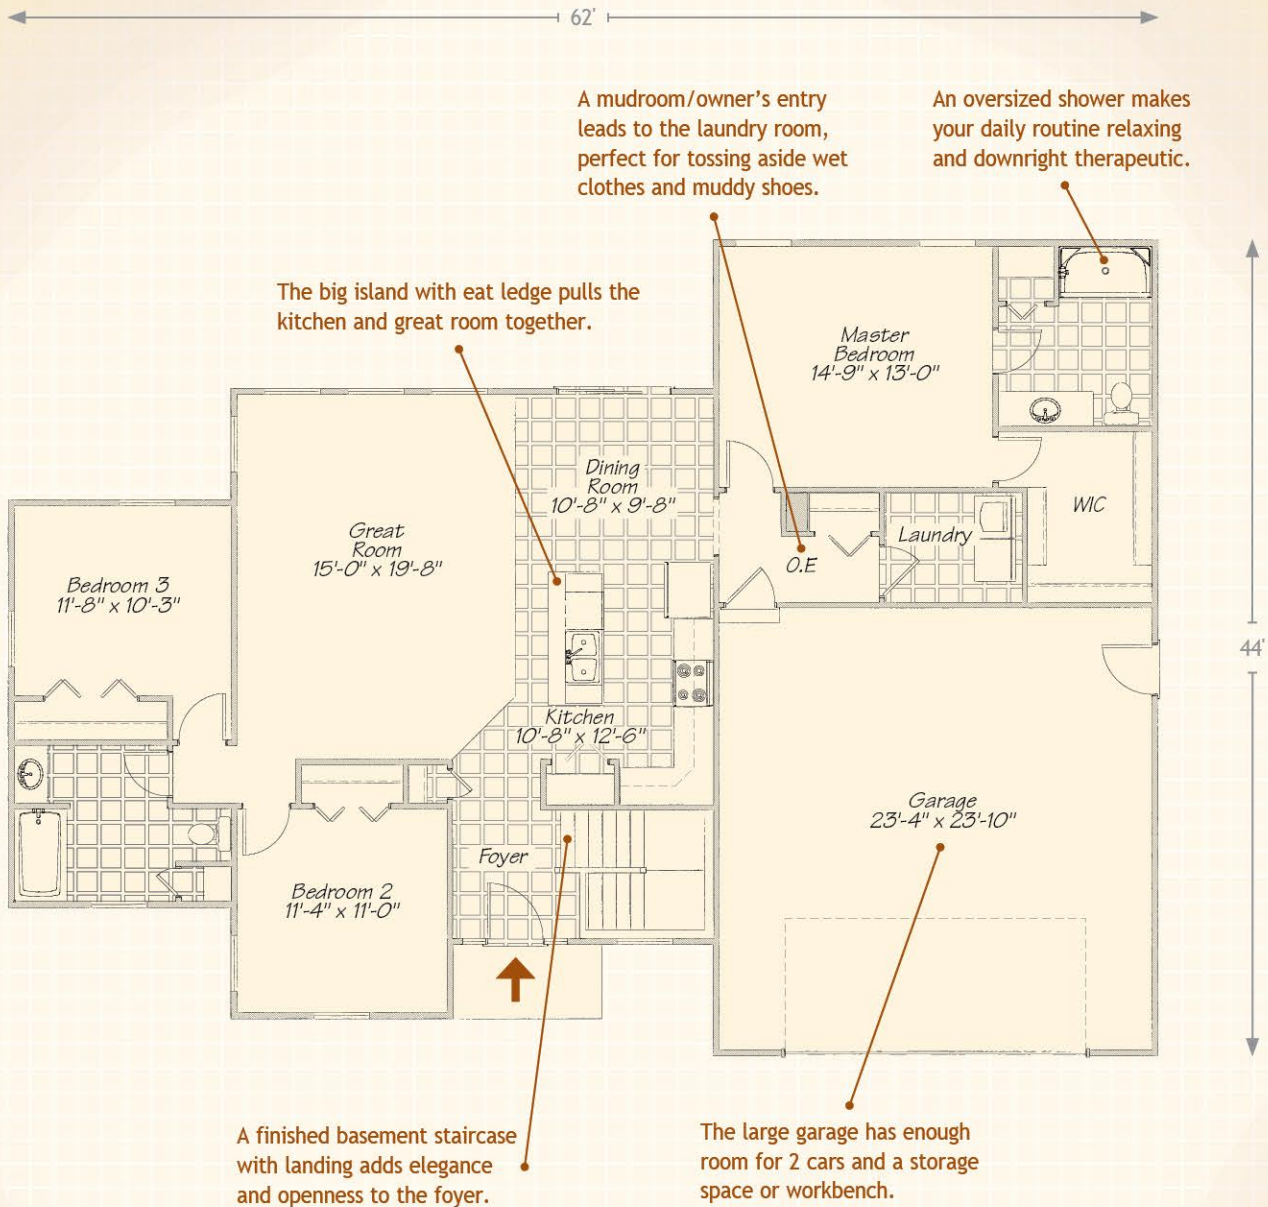 62'
A mudroom/owner's entry
leads to the laundry room,
perfect for tossing aside wet
clothes and muddy shoes.
An oversized shower makes
your daily routine relaxing
and downright therapeutic.
The big island with eat ledge pulls the
kitchen and great room together.
Master
Bedroom
14'-9" x 13'-0"
Dining
Room
10'-8" x 9'-8"
WIC
Great
Room
15'-0" x 19'-8"
Laundry
O.E
Bedroom 3
11'-8" x 10'-3"
44'
Kitchen
10'-8" x 12'-6"
Garage
23'-4" x 23'-10"
Foyer
Bedroom 2
11'-4" x 11'-0"
A finished basement staircase
with landing adds elegance
and openness to the foyer.
The large garage has enough
room for 2 cars and a storage
space or workbench.